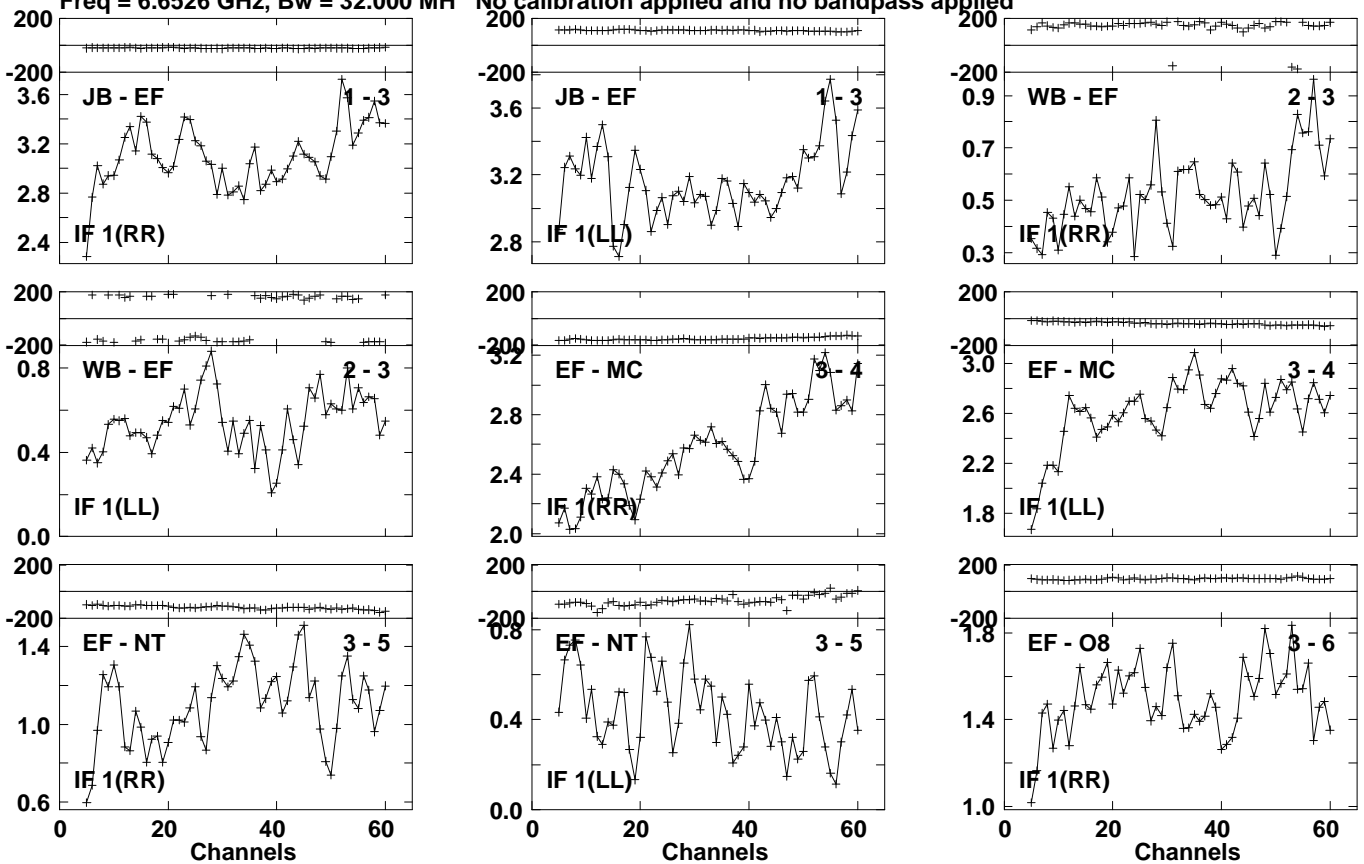 Freq = 6.6526 GHz, Bw = 32.000 MH No calibration applied and no bandpass applied
200
-200
3.6
3.2
2.8
2.4
JB - EF
1 - 3
IF 1(RR)
200
-200
3.6
3.2
2.8
JB - EF
1 - 3
IF 1(LL)
200
-200
0.9
0.7
0.5
0.3
WB - EF
2 - 3
IF 1(RR)
200
-200
0.8
0.4
0.0
WB - EF
2 - 3
IF 1(LL)
200
-200
3.2
2.8
2.4
2.0
EF - MC
3 - 4
IF 1(RR)
200
-200
3.0
2.6
2.2
1.8
EF - MC
3 - 4
IF 1(LL)
200
-200
1.4
1.0
0.6
EF - NT
3 - 5
IF 1(RR)
0 20 40 60
Channels
200
-200
0.8
0.4
0.0
EF - NT
3 - 5
IF 1(LL)
0 20 40 60
200
-200
1.8
1.4
1.0
EF - O8
3 - 6
IF 1(RR)
0 20 40 60
Channels